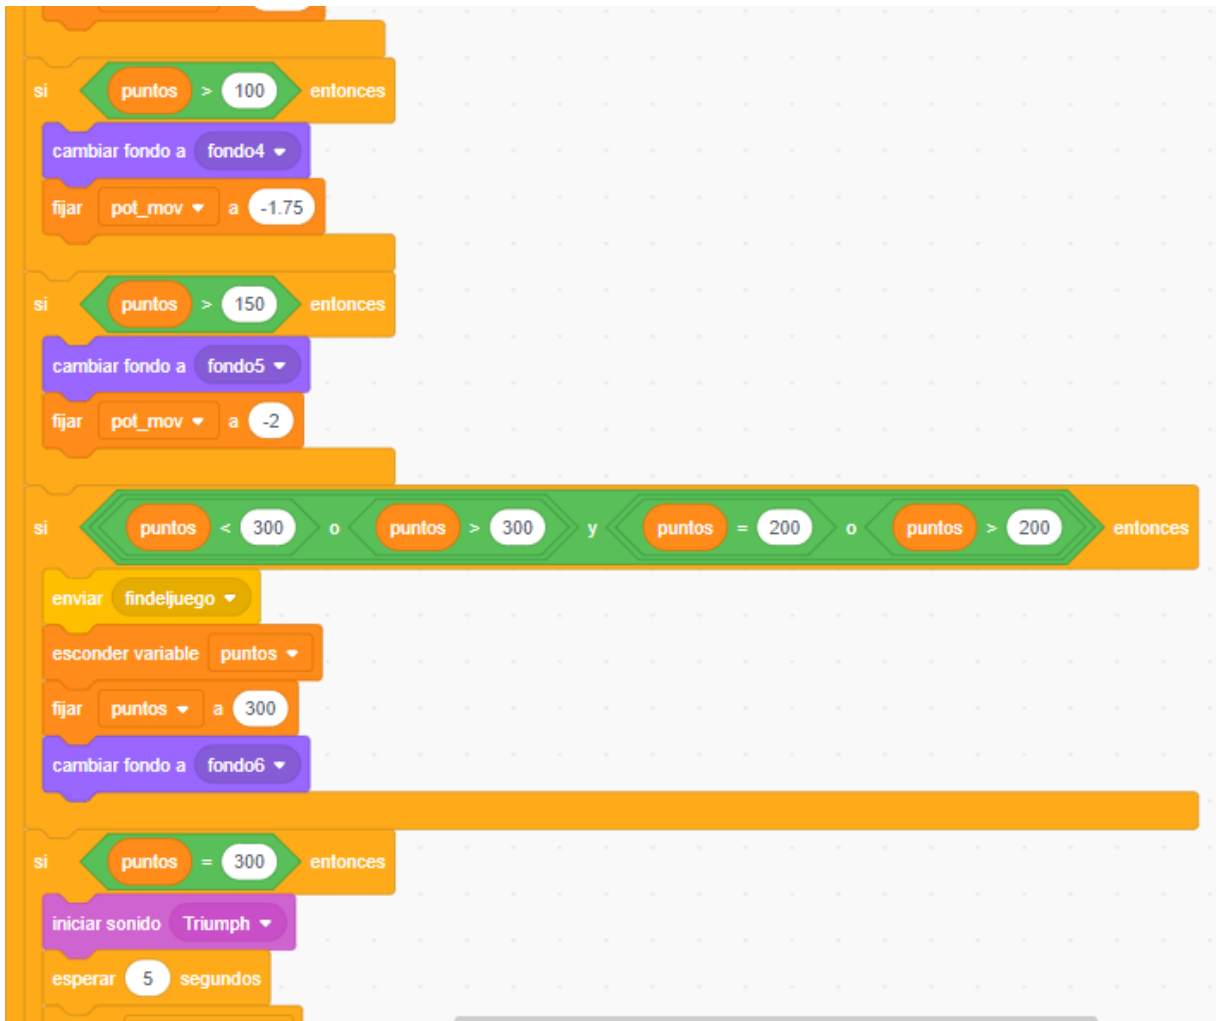 si puntos > 100 entonces
cambiar fondo a fondo4
fijar pot_mov a -1.75
si puntos > 150 entonces
cambiar fondo a fondo5
fijar pot_mov a -2
si puntos < 300 o puntos > 300 y puntos = 200 o puntos > 200 entonces
enviar findeljuego
esconder variable puntos
fijar puntos a 300
cambiar fondo a fondo6
si puntos = 300 entonces
iniciar sonido Triumph
esperar 5 segundos